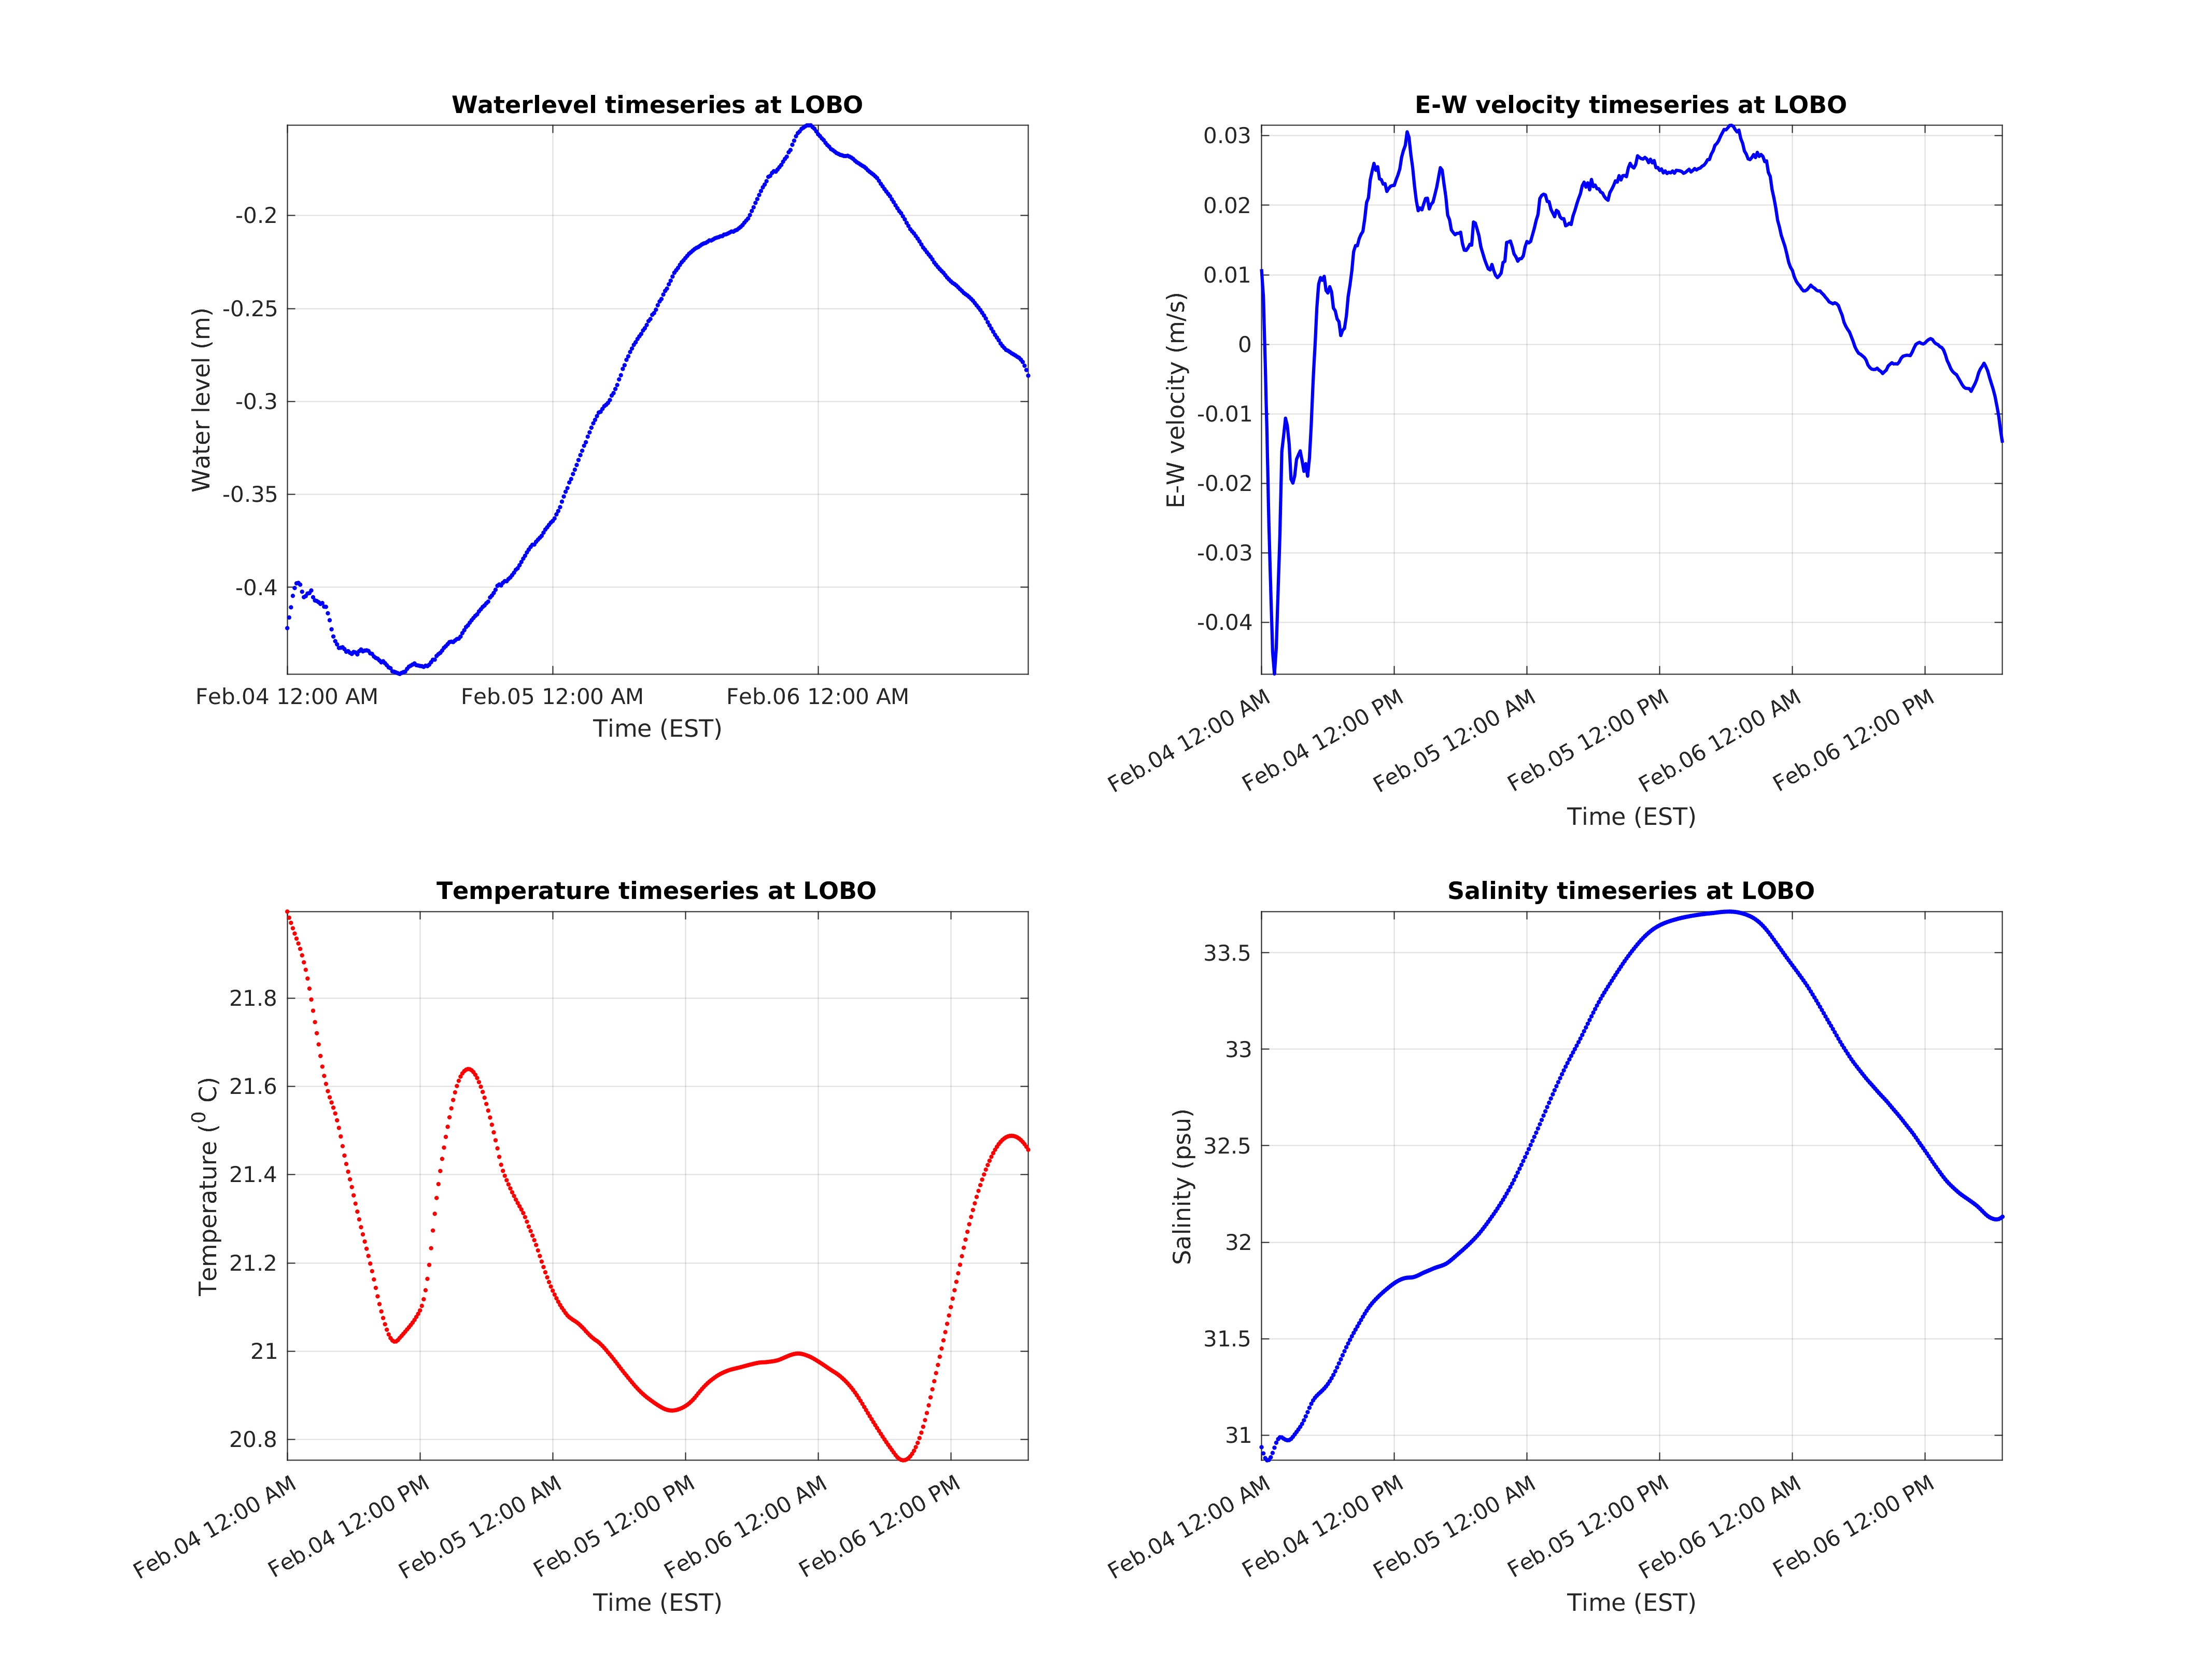 Waterlevel timeseries at LOBO
-0.2
-0.25
-0.3
-0.35
-0.4
Water level (m)
Feb.04 12:00 AM
Feb.05 12:00 AM
Feb.06 12:00 AM
Time (EST)
E-W velocity timeseries at LOBO
0.03
0.02
0.01
0
-0.01
-0.02
-0.03
-0.04
E-W velocity (m/s)
Feb.04 12:00 AM
Feb.04 12:00 PM
Feb.05 12:00 AM
Feb.05 12:00 PM
Feb.06 12:00 AM
Feb.06 12:00 PM
Time (EST)
Temperature timeseries at LOBO
21.8
21.6
21.4
21.2
21
20.8
Temperature (⁰ C)
Feb.04 12:00 AM
Feb.04 12:00 PM
Feb.05 12:00 AM
Feb.05 12:00 PM
Feb.06 12:00 AM
Feb.06 12:00 PM
Time (EST)
Salinity timeseries at LOBO
33.5
33
32.5
32
31.5
31
Salinity (psu)
Feb.04 12:00 AM
Feb.04 12:00 PM
Feb.05 12:00 AM
Feb.05 12:00 PM
Feb.06 12:00 AM
Feb.06 12:00 PM
Time (EST)